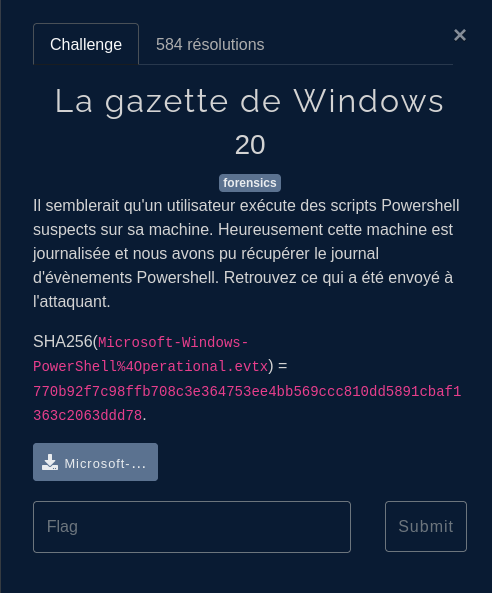 ×
Challenge 584 résolutions
La gazette de Windows
20
forensics
Il semblerait qu'un utilisateur exécute des scripts Powershell
suspects sur sa machine. Heureusement cette machine est
journalisée et nous avons pu récupérer le journal
d'évènements Powershell. Retrouvez ce qui a été envoyé à
l'attaquant.
SHA256(Microsoft-Windows-
PowerShell%4Operational.evtx) =
770b92f7c98ffb708c3e364753ee4bb569ccc810dd5891cbaf1
363c2063ddd78.
Microsoft-...
Flag Submit